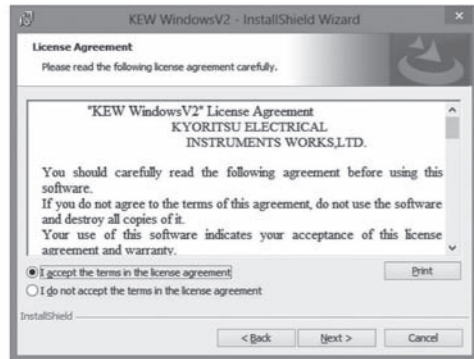 KEW WindowsV2 - InstallShield Wizard
License Agreement
Please read the following license agreement carefully.
"KEW WindowsV2" License Agreement
KYORITSU ELECTRICAL
INSTRUMENTS WORKS,LTD.
You should carefully read the following agreement before using this
software.
If you do not agree to the terms of this agreement, do not use the software
and destroy all copies of it.
Your use of this software indicates your acceptance of this license
agreement and warranty.
I accept the terms in the license agreement
Print
I do not accept the terms in the license agreement
InstallShield
< Back
Next >
Cancel